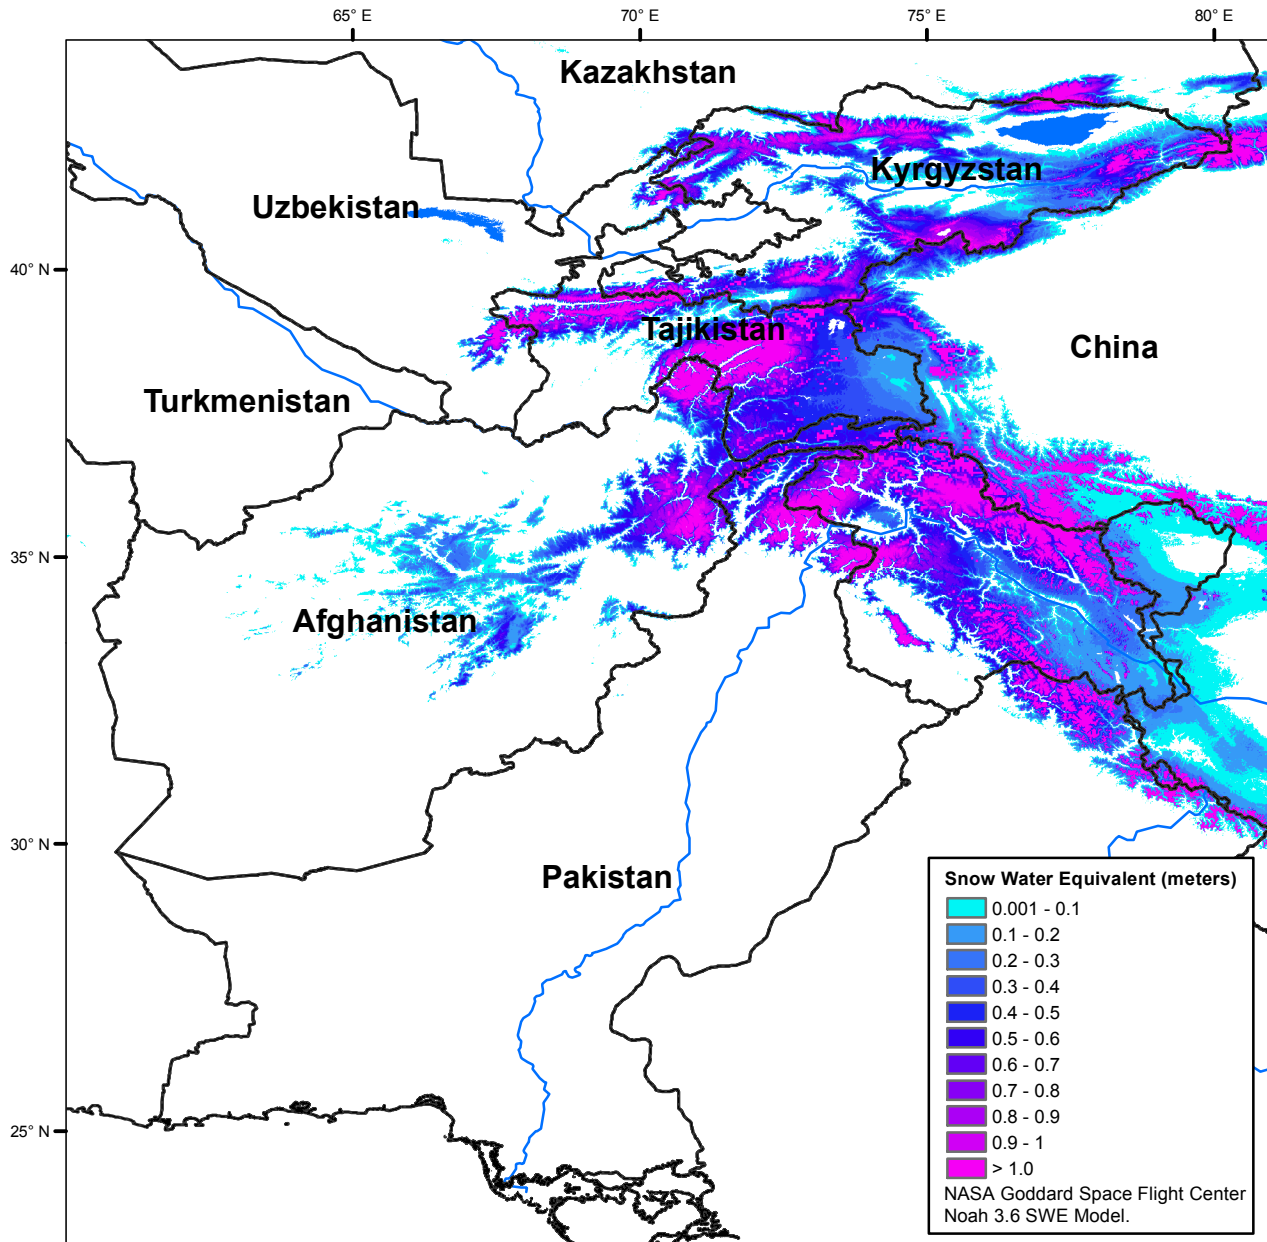 65° E
70° E
75° E
80° E
Kazakhstan
Kyrgyzstan
Uzbekistan
40° N
Tajikistan
China
Turkmenistan
35° N
Afghanistan
30° N
Pakistan
25° N
Snow Water Equivalent (meters)
0.001 - 0.1
0.1 - 0.2
0.2 - 0.3
0.3 - 0.4
0.4 - 0.5
0.5 - 0.6
0.6 - 0.7
0.7 - 0.8
0.8 - 0.9
0.9 - 1
> 1.0
NASA Goddard Space Flight Center
Noah 3.6 SWE Model.